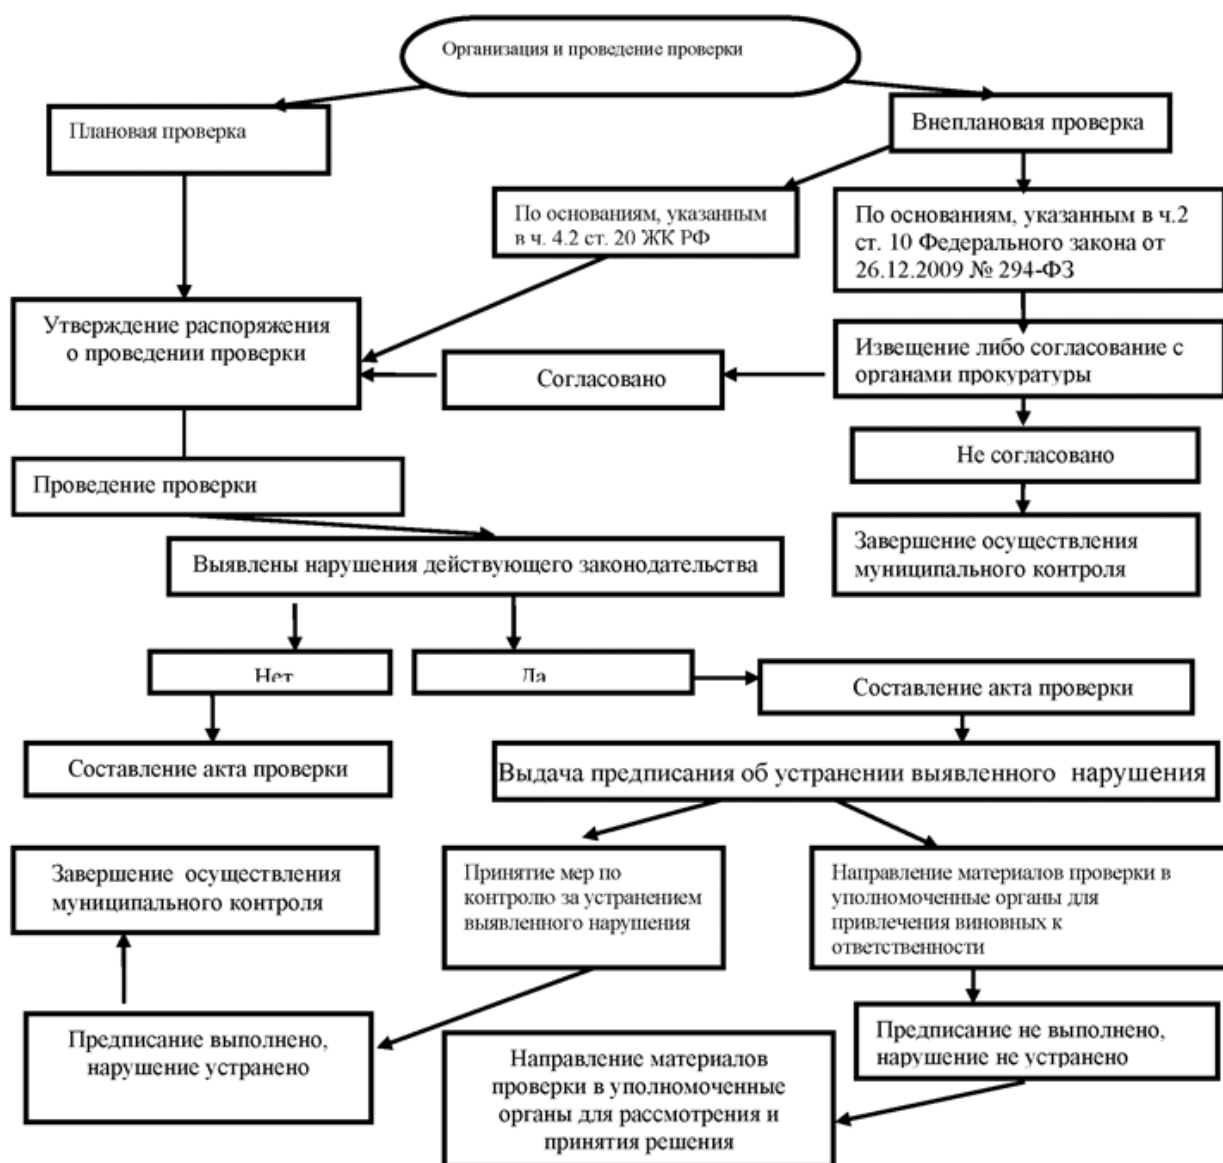 Организация и проведение проверки
Плановая проверка
Внеплановая проверка
По основаниям, указанным
в ч. 4.2 ст. 20 ЖК РФ
По основаниям, указанным в ч.2
ст. 10 Федерального закона от
26.12.2009 № 294-ФЗ
Утверждение распоряжения
о проведении проверки
Согласовано
Извещение либо согласование с
органами прокуратуры
Не согласовано
Проведение проверки
Завершение осуществления
муниципального контроля
Выявлены нарушения действующего законодательства
Нет
Да
Составление акта проверки
Составление акта проверки
Выдача предписания об устранении выявленного нарушения
Завершение осуществления
муниципального контроля
Принятие мер по
контролю за устранением
выявленного нарушения
Направление материалов проверки в
уполномоченные органы для
привлечения виновных к
ответственности
Предписание выполнено,
нарушение устранено
Предписание не выполнено,
нарушение не устранено
Направление материалов
проверки в уполномоченные
органы для рассмотрения и
принятия решения